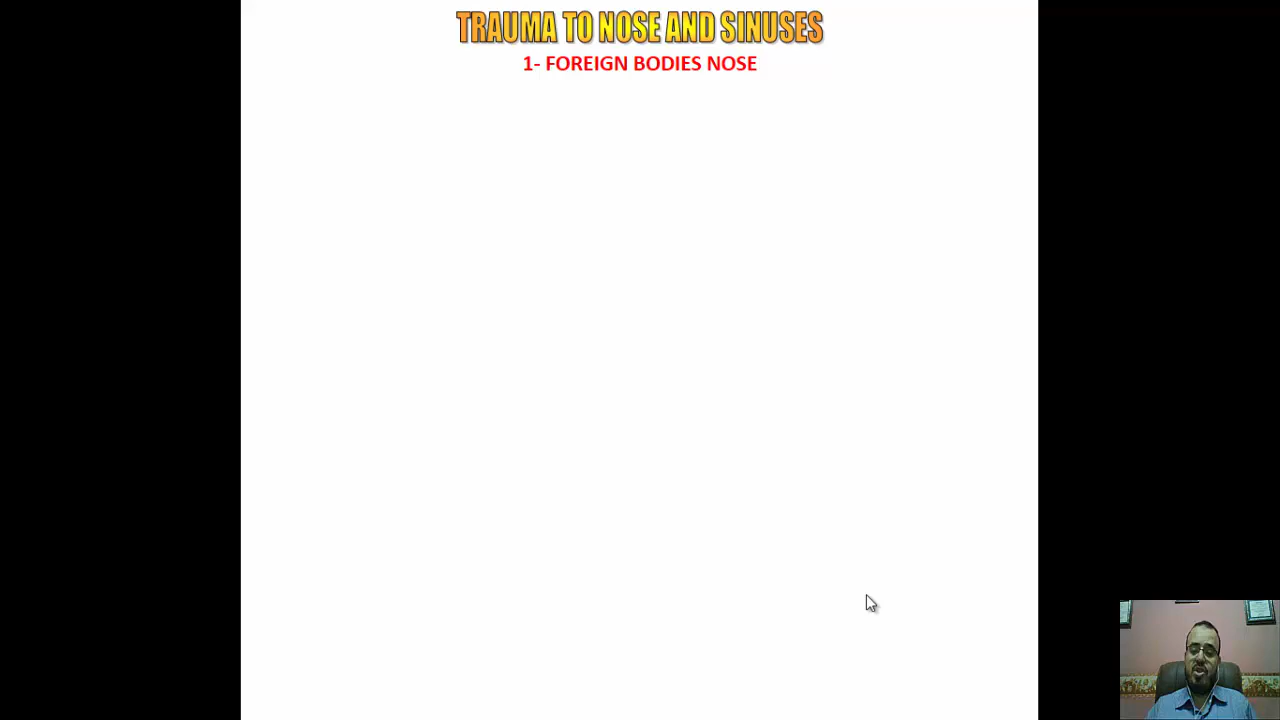 TRAUMA TO NOSE AND SINUSES
1- FOREIGN BODIES NOSE